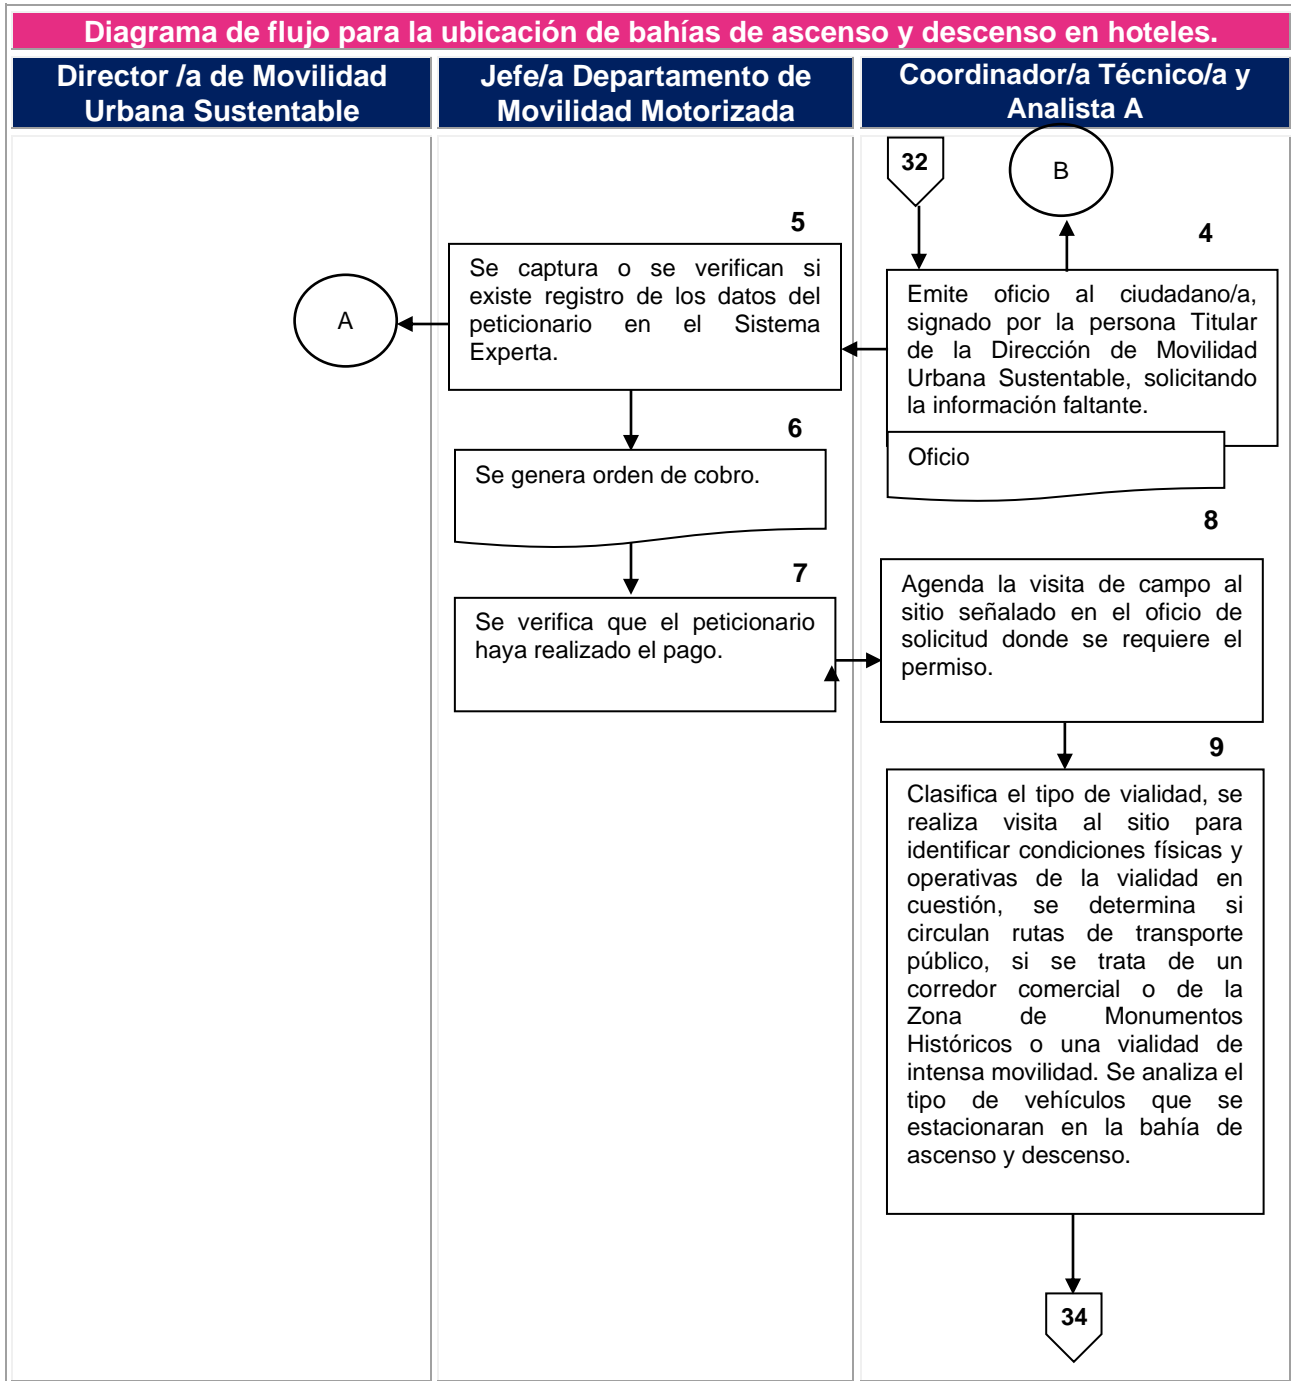 Diagrama de flujo para la ubicación de bahías de ascenso y descenso en hoteles.
Director /a de Movilidad
Urbana Sustentable
Jefe/a Departamento de
Movilidad Motorizada
Coordinador/a Técnico/a y
Analista A
32
B
4
Emite oficio al ciudadano/a,
signado por la persona Titular
de la Dirección de Movilidad
Urbana Sustentable, solicitando
la información faltante.
Oficio
5
Se captura o se verifican si
existe registro de los datos del
peticionario en el Sistema
Experta.
A
6
Se genera orden de cobro.
7
Se verifica que el peticionario
haya realizado el pago.
8
Agenda la visita de campo al
sitio señalado en el oficio de
solicitud donde se requiere el
permiso.
9
Clasifica el tipo de vialidad, se
realiza visita al sitio para
identificar condiciones físicas y
operativas de la vialidad en
cuestión, se determina si
circulan rutas de transporte
público, si se trata de un
corredor comercial o de la
Zona de Monumentos
Históricos o una vialidad de
intensa movilidad. Se analiza el
tipo de vehículos que se
estacionaran en la bahía de
ascenso y descenso.
34